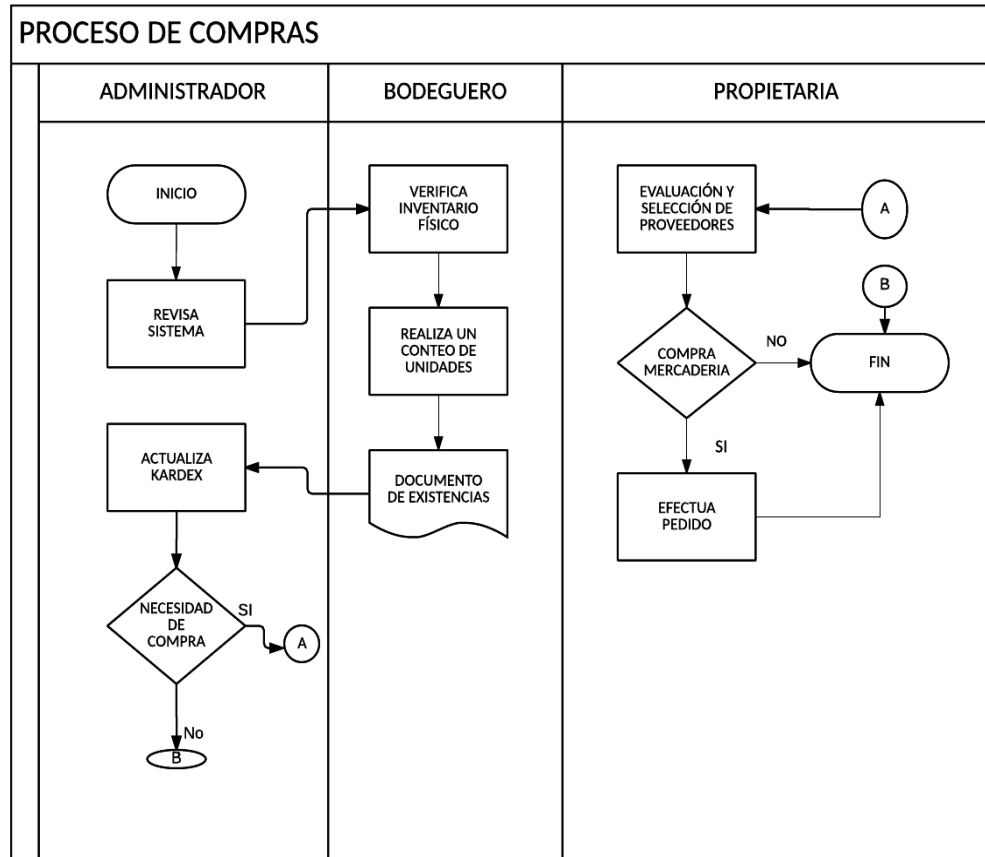 PROCESO DE COMPRAS
ADMINISTRADOR
BODEGUERO
PROPIETARIA
INICIO
REVISA
SISTEMA
ACTUALIZA
KARDEX
NECESIDAD
DE
COMPRA
SI
A
No
B
VERIFICA
INVENTARIO
FÍSICO
REALIZA UN
CONTEO DE
UNIDADES
DOCUMENTO
DE EXISTENCIAS
EVALUACIÓN Y
SELECCIÓN DE
PROVEEDORES
A
B
COMPRA
MERCADERIA
NO
FIN
SI
EFECTUA
PEDIDO